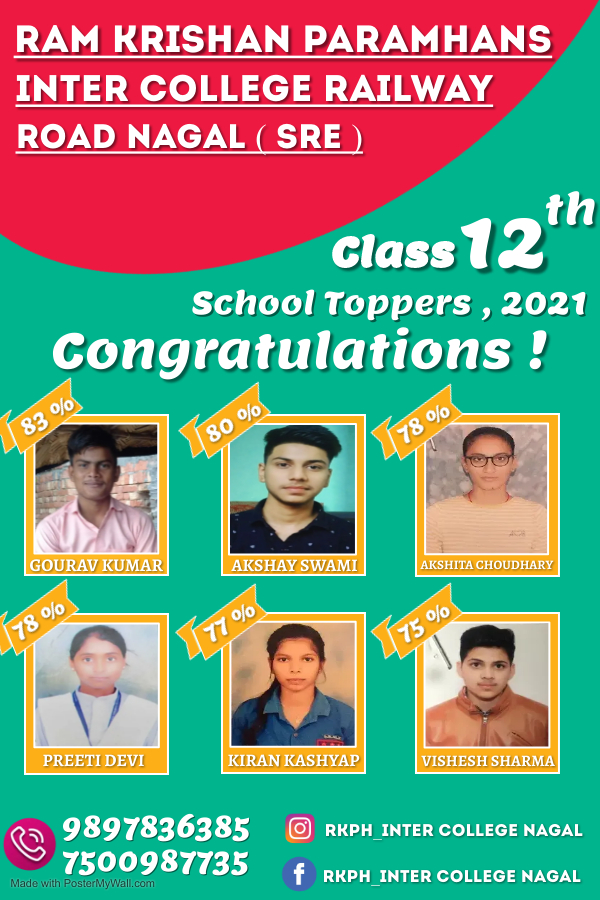 RAM KRISHAN PARAMHANS
INTER COLLEGE RAILWAY
ROAD NAGAL ( SRE )
Class 12th
School Toppers , 2021
Congratulations !
83 %
80 %
78 %
GOURAV KUMAR
AKSHAY SWAMI
AKSHITA CHOUDHARY
78 %
77 %
75 %
PREETI DEVI
KIRAN KASHYAP
VISHESH SHARMA
9897836385
7500987735
RKPH_INTER COLLEGE NAGAL
RKPH_INTER COLLEGE NAGAL
Made with PosterMyWall.com